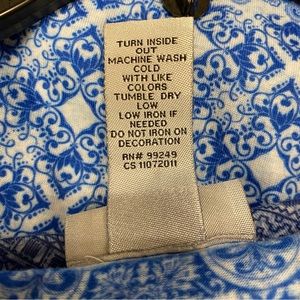 TURN INSIDE
OUT
MACHINE WASH
COLD
WITH LIKE
COLORS
TUMBLE DRY
LOW
LOW IRON IF
NEEDED
DO NOT IRON ON
DECORATION
RN# 99249
CS 11072011